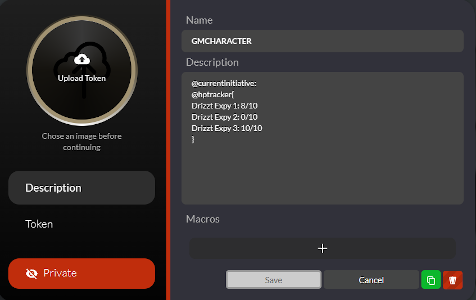 Upload Token
Chose an image before
continuing
Description
Token
Private
Name
GMCHARACTER
Description
@currentinitiative:
@hptracker{
Drizzt Expy 1: 8/10
Drizzt Expy 2: 0/10
Drizzt Expy 3: 10/10
}
Macros
+
Save
Cancel